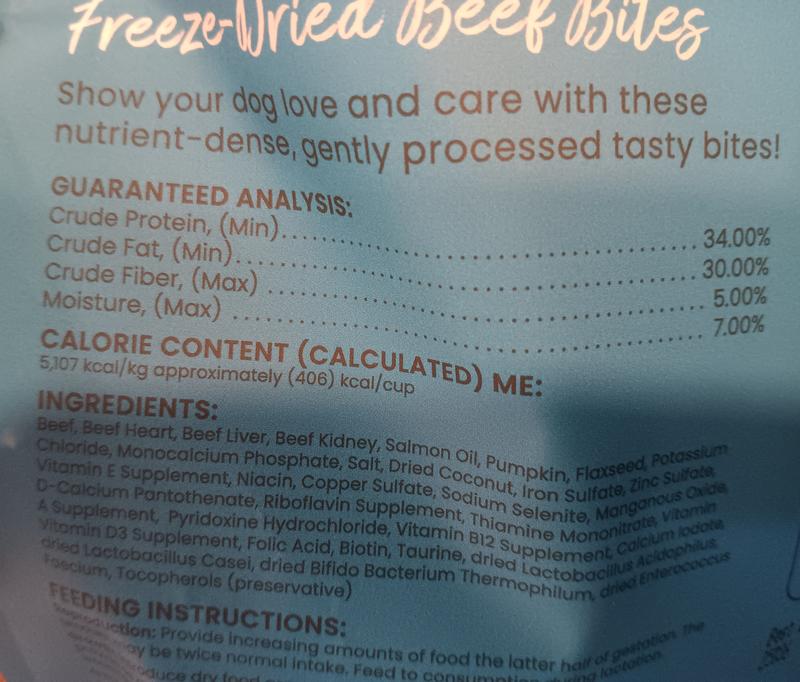 Freeze-Dried Beef Bites
Show your dog love and care with these
nutrient-dense, gently processed tasty bites!
GUARANTEED ANALYSIS:
Crude Protein, (Min) 34.00%
Crude Fat, (Min) 30.00%
Crude Fiber, (Max) 5.00%
Moisture, (Max) 7.00%
CALORIE CONTENT (CALCULATED) ME:
5,107 kcal/kg approximately (406) kcal/cup
INGREDIENTS:
Beef, Beef Heart, Beef Liver, Beef Kidney, Salmon Oil, Pumpkin, Flaxseed, Potassium
Chloride, Monocalcium Phosphate, Salt, Dried Coconut, Iron Sulfate, Zinc Sulfate,
Vitamin E Supplement, Niacin, Copper Sulfate, Sodium Selenite, Manganous Oxide,
D-Calcium Pantothenate, Riboflavin Supplement, Thiamine Mononitrate, Vitamin
A Supplement, Pyridoxine Hydrochloride, Vitamin B12 Supplement, Calcium Iodate,
Vitamin D3 Supplement, Folic Acid, Biotin, Taurine, dried Lactobacillus Acidophilus,
dried Lactobacillus Casei, dried Bifido Bacterium Thermophilum, dried Enterococcus
Faecium, Tocopherols (preservative)
FEEDING INSTRUCTIONS:
Reproduction: Provide increasing amounts of food the latter half of gestation. The
may be twice normal intake. Feed to consumption during lactation.
dry food